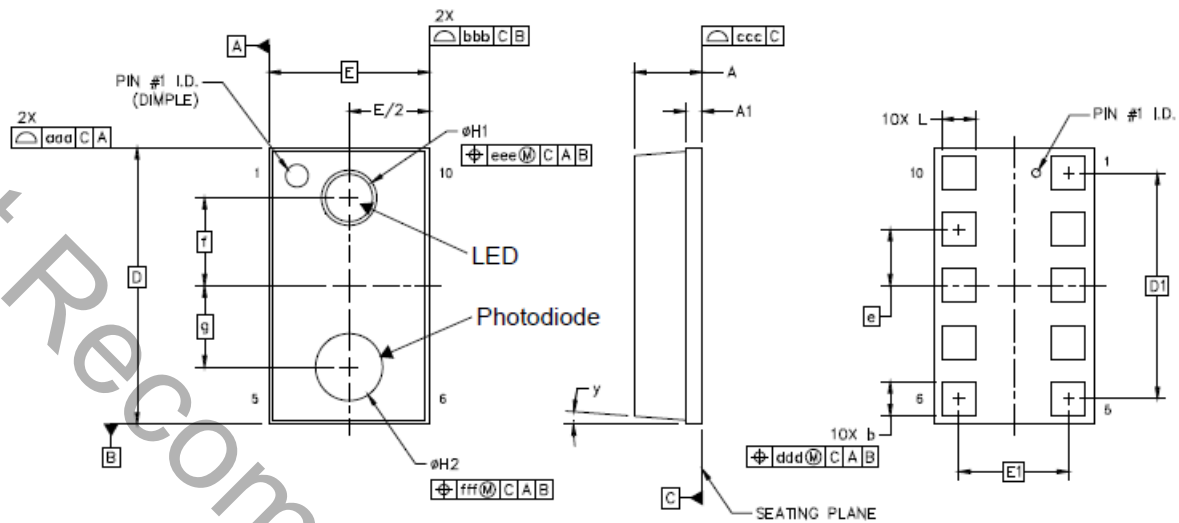 2X
⌓ bbb C B
A
E
PIN #1 I.D.
(DIMPLE)
E/2
2X
⌓ aaa C A
øH1
⌖ eee Ⓜ C A B
1
10
f
LED
D
g
Photodiode
5
6
B
øH2
⌖ fff Ⓜ C A B
⌓ ccc C
A
A1
y
C
SEATING PLANE
10X L
PIN #1 I.D.
10
1
D1
e
6
5
10X b
⌖ ddd Ⓜ C A B
E1
Recom